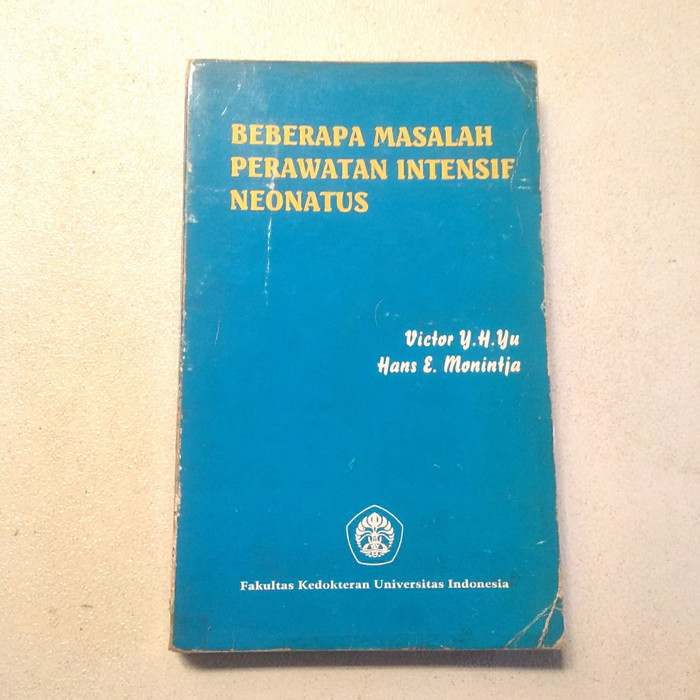 BEBERAPA MASALAH
PERAWATAN INTENSIF
NEONATUS
Victor Y.H.Yu
Hans E. Monintja
Fakultas Kedokteran Universitas Indonesia